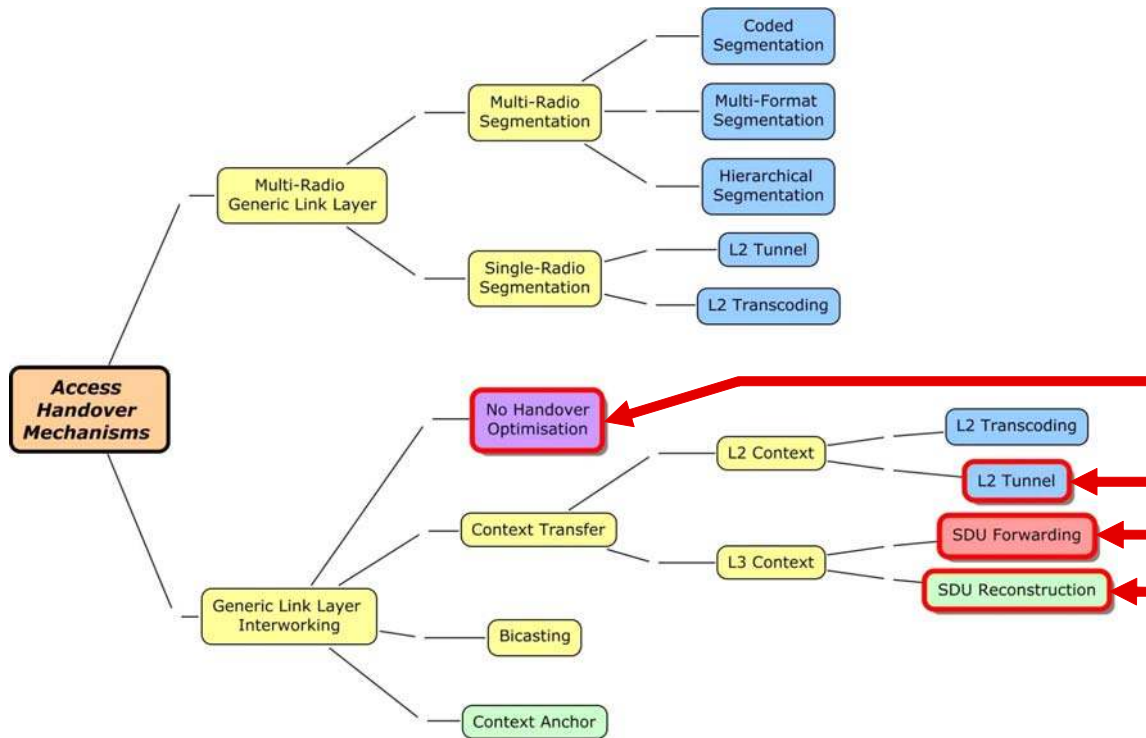 Coded
Segmentation
Multi-Radio
Segmentation
Multi-Format
Segmentation
Hierarchical
Segmentation
Multi-Radio
Generic Link Layer
Single-Radio
Segmentation
L2 Tunnel
L2 Transcoding
Access
Handover
Mechanisms
No Handover
Optimisation
L2 Context
L2 Transcoding
L2 Tunnel
Context Transfer
L3 Context
SDU Forwarding
SDU Reconstruction
Generic Link Layer
Interworking
Bicasting
Context Anchor